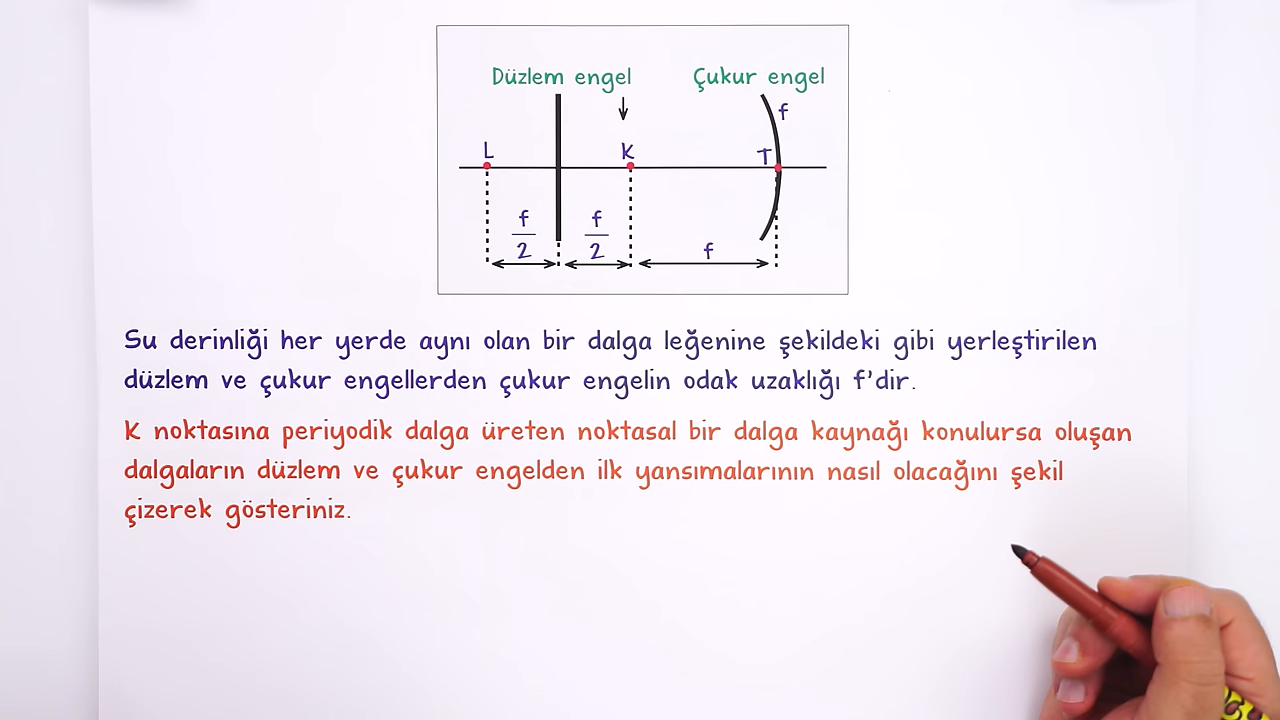 Düzlem engel Çukur engel
f
L K T
f/2 f/2 f
Su derinliği her yerde aynı olan bir dalga leğenine şekildeki gibi yerleştirilen
düzlem ve çukur engellerden çukur engelin odak uzaklığı f'dir.
K noktasına periyodik dalga üreten noktasal bir dalga kaynağı konulursa oluşan
dalgaların düzlem ve çukur engelden ilk yansımalarının nasıl olacağını şekil
çizerek gösteriniz.